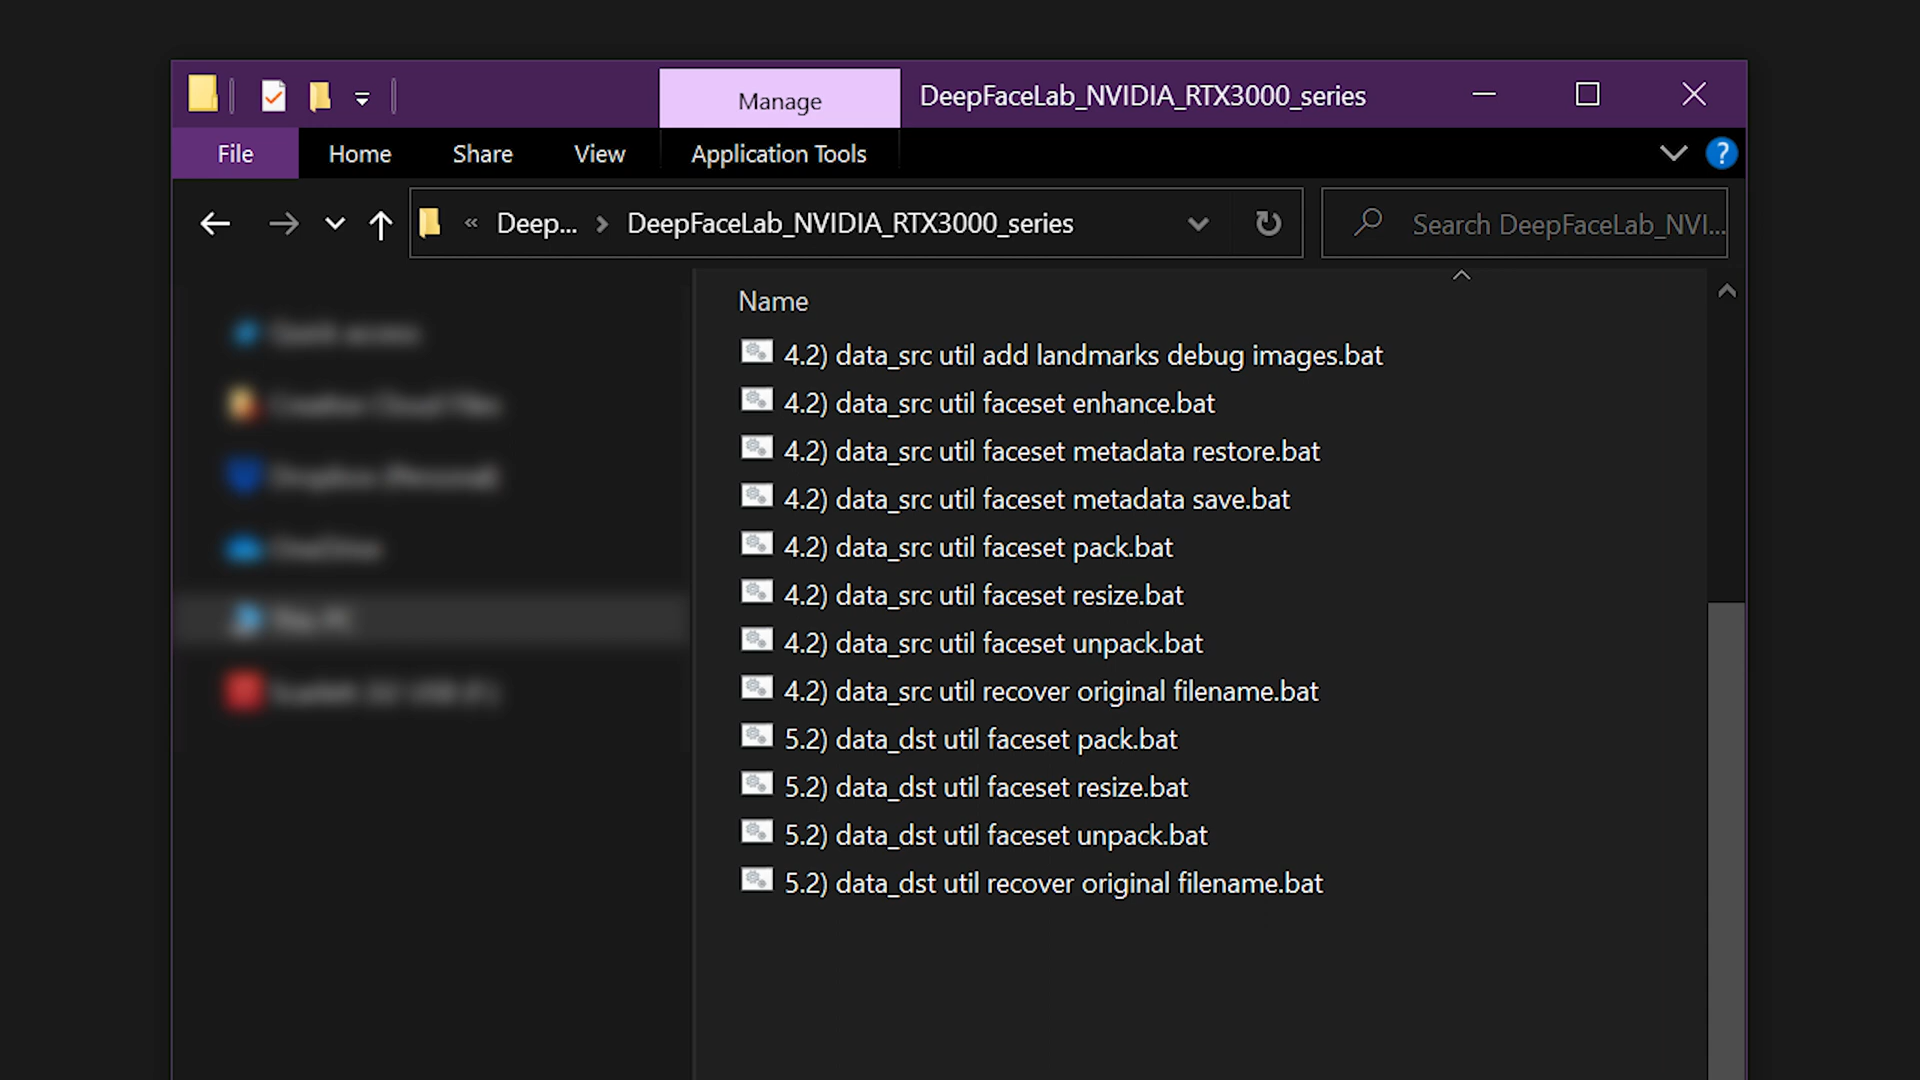 Manage
DeepFaceLab_NVIDIA_RTX3000_series
File
Home
Share
View
Application Tools
?
« Deep... > DeepFaceLab_NVIDIA_RTX3000_series
Search DeepFaceLab_NVI...
Name
4.2) data_src util add landmarks debug images.bat
4.2) data_src util faceset enhance.bat
4.2) data_src util faceset metadata restore.bat
4.2) data_src util faceset metadata save.bat
4.2) data_src util faceset pack.bat
4.2) data_src util faceset resize.bat
4.2) data_src util faceset unpack.bat
4.2) data_src util recover original filename.bat
5.2) data_dst util faceset pack.bat
5.2) data_dst util faceset resize.bat
5.2) data_dst util faceset unpack.bat
5.2) data_dst util recover original filename.bat